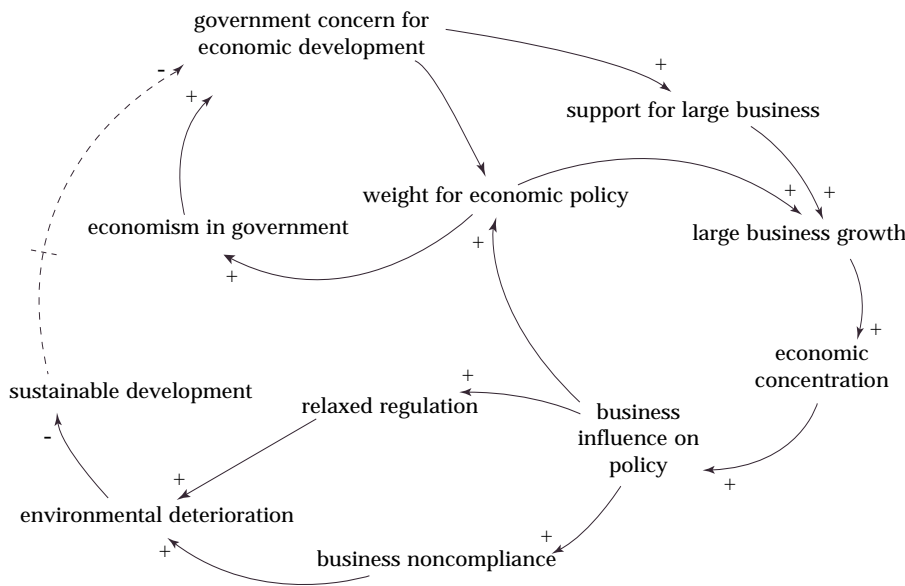 government concern for
economic development
-
+
+
support for large business
weight for economic policy
+
+
economism in government
large business growth
+
+
+
economic
concentration
sustainable development
+
relaxed regulation
business
influence on
policy
-
+
+
environmental deterioration
+
+
business noncompliance